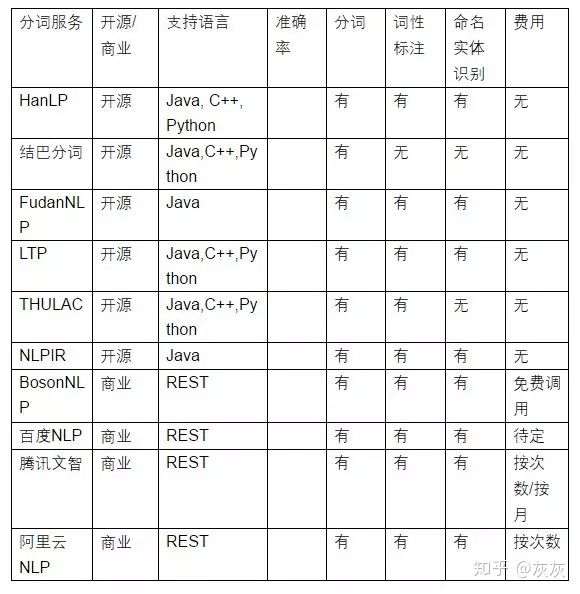 分词服务 开源/商业 支持语言 准确率 分词 词性标注 命名实体识别 费用
HanLP 开源 Java, C++, Python 有 有 有 无
结巴分词 开源 Java,C++,Python 有 无 无 无
FudanNLP 开源 Java 有 有 有 无
LTP 开源 Java,C++,Python 有 有 有 无
THULAC 开源 Java,C++,Python 有 有 无 无
NLPIR 开源 Java 有 有 有 无
BosonNLP 商业 REST 有 有 有 免费调用
百度NLP 商业 REST 有 有 有 待定
腾讯文智 商业 REST 有 有 有 按次数/按月
阿里云NLP 商业 REST 有 有 有 按次数
知乎 @灰灰